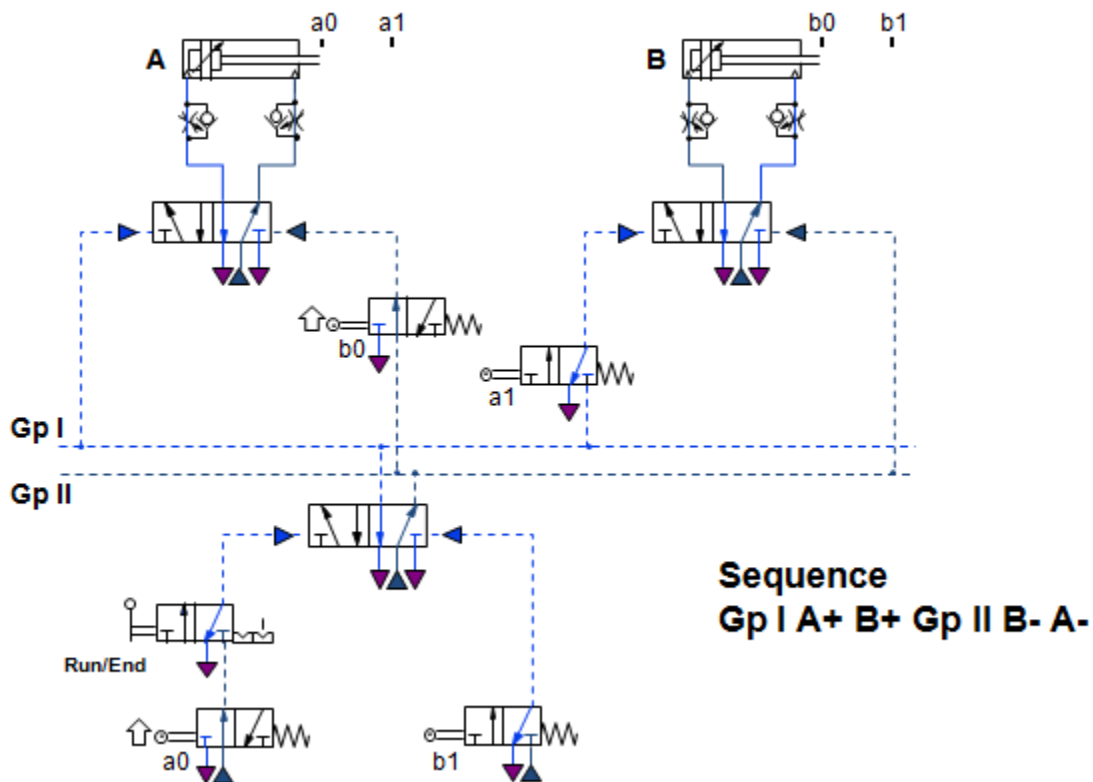 a0 a1 b0 b1
A B
b0
a1
Gp I
Gp II
Sequence
Gp I A+ B+ Gp II B- A-
Run/End
a0 b1